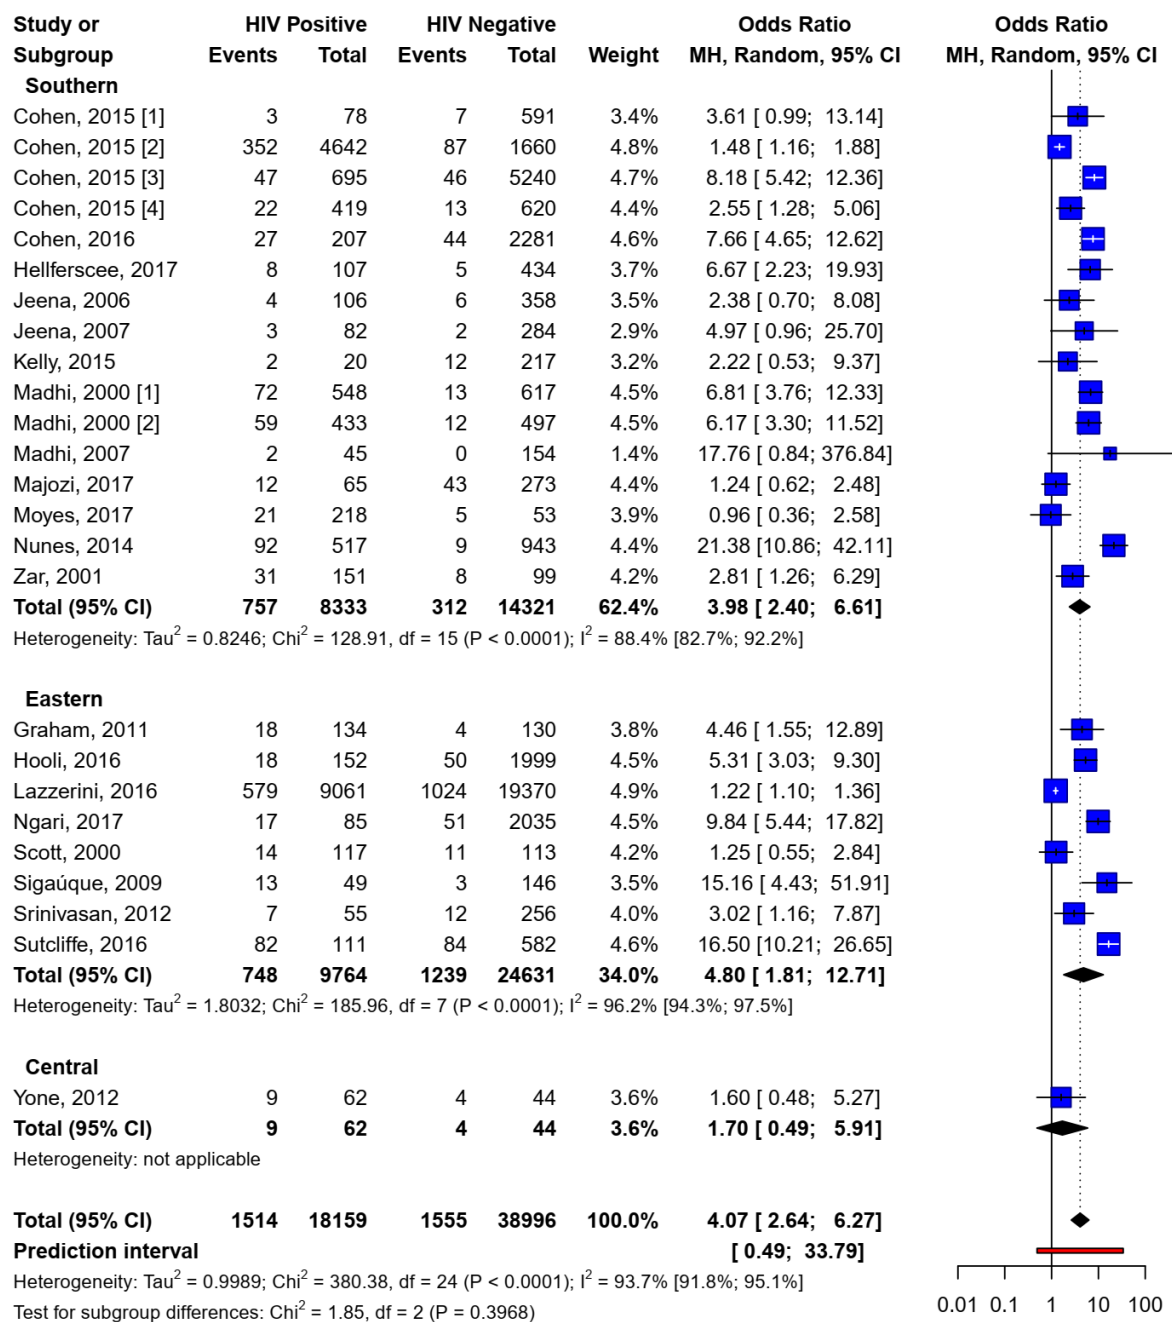 Study or HIV Positive HIV Negative Odds Ratio Odds Ratio
Subgroup Events Total Events Total Weight MH, Random, 95% CI MH, Random, 95% CI
Southern
Cohen, 2015 [1] 3 78 7 591 3.4% 3.61 [ 0.99; 13.14]
Cohen, 2015 [2] 352 4642 87 1660 4.8% 1.48 [ 1.16; 1.88]
Cohen, 2015 [3] 47 695 46 5240 4.7% 8.18 [ 5.42; 12.36]
Cohen, 2015 [4] 22 419 13 620 4.4% 2.55 [ 1.28; 5.06]
Cohen, 2016 27 207 44 2281 4.6% 7.66 [ 4.65; 12.62]
Hellferscee, 2017 8 107 5 434 3.7% 6.67 [ 2.23; 19.93]
Jeena, 2006 4 106 6 358 3.5% 2.38 [ 0.70; 8.08]
Jeena, 2007 3 82 2 284 2.9% 4.97 [ 0.96; 25.70]
Kelly, 2015 2 20 12 217 3.2% 2.22 [ 0.53; 9.37]
Madhi, 2000 [1] 72 548 13 617 4.5% 6.81 [ 3.76; 12.33]
Madhi, 2000 [2] 59 433 12 497 4.5% 6.17 [ 3.30; 11.52]
Madhi, 2007 2 45 0 154 1.4% 17.76 [ 0.84; 376.84]
Majozi, 2017 12 65 43 273 4.4% 1.24 [ 0.62; 2.48]
Moyes, 2017 21 218 5 53 3.9% 0.96 [ 0.36; 2.58]
Nunes, 2014 92 517 9 943 4.4% 21.38 [10.86; 42.11]
Zar, 2001 31 151 8 99 4.2% 2.81 [ 1.26; 6.29]
Total (95% CI) 757 8333 312 14321 62.4% 3.98 [ 2.40; 6.61]
Heterogeneity: Tau² = 0.8246; Chi² = 128.91, df = 15 (P < 0.0001); I² = 88.4% [82.7%; 92.2%]
Eastern
Graham, 2011 18 134 4 130 3.8% 4.46 [ 1.55; 12.89]
Hooli, 2016 18 152 50 1999 4.5% 5.31 [ 3.03; 9.30]
Lazzerini, 2016 579 9061 1024 19370 4.9% 1.22 [ 1.10; 1.36]
Ngari, 2017 17 85 51 2035 4.5% 9.84 [ 5.44; 17.82]
Scott, 2000 14 117 11 113 4.2% 1.25 [ 0.55; 2.84]
Sigaúque, 2009 13 49 3 146 3.5% 15.16 [ 4.43; 51.91]
Srinivasan, 2012 7 55 12 256 4.0% 3.02 [ 1.16; 7.87]
Sutcliffe, 2016 82 111 84 582 4.6% 16.50 [10.21; 26.65]
Total (95% CI) 748 9764 1239 24631 34.0% 4.80 [ 1.81; 12.71]
Heterogeneity: Tau² = 1.8032; Chi² = 185.96, df = 7 (P < 0.0001); I² = 96.2% [94.3%; 97.5%]
Central
Yone, 2012 9 62 4 44 3.6% 1.60 [ 0.48; 5.27]
Total (95% CI) 9 62 4 44 3.6% 1.70 [ 0.49; 5.91]
Heterogeneity: not applicable
Total (95% CI) 1514 18159 1555 38996 100.0% 4.07 [ 2.64; 6.27]
Prediction interval [ 0.49; 33.79]
Heterogeneity: Tau² = 0.9989; Chi² = 380.38, df = 24 (P < 0.0001); I² = 93.7% [91.8%; 95.1%]
Test for subgroup differences: Chi² = 1.85, df = 2 (P = 0.3968)
0.01 0.1 1 10 100